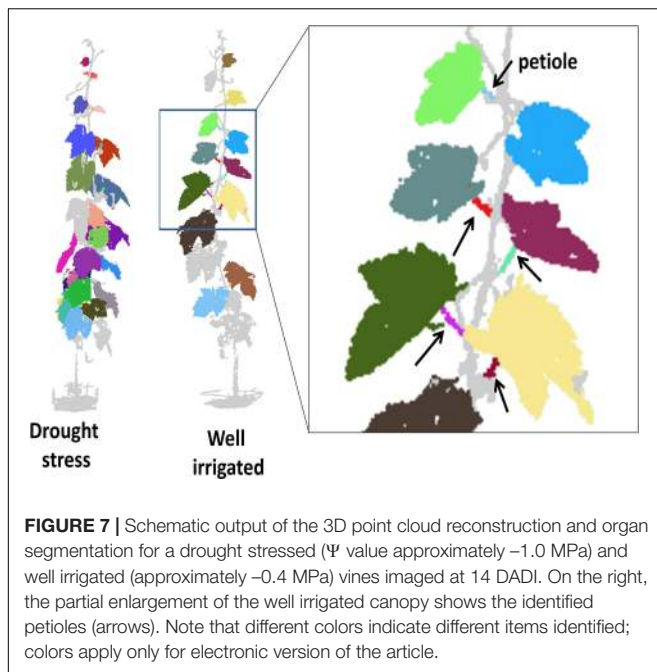 petiole
Drought
stress
Well
irrigated
FIGURE 7 | Schematic output of the 3D point cloud reconstruction and organ
segmentation for a drought stressed (Ψ value approximately –1.0 MPa) and
well irrigated (approximately –0.4 MPa) vines imaged at 14 DADI. On the right,
the partial enlargement of the well irrigated canopy shows the identified
petioles (arrows). Note that different colors indicate different items identified;
colors apply only for electronic version of the article.